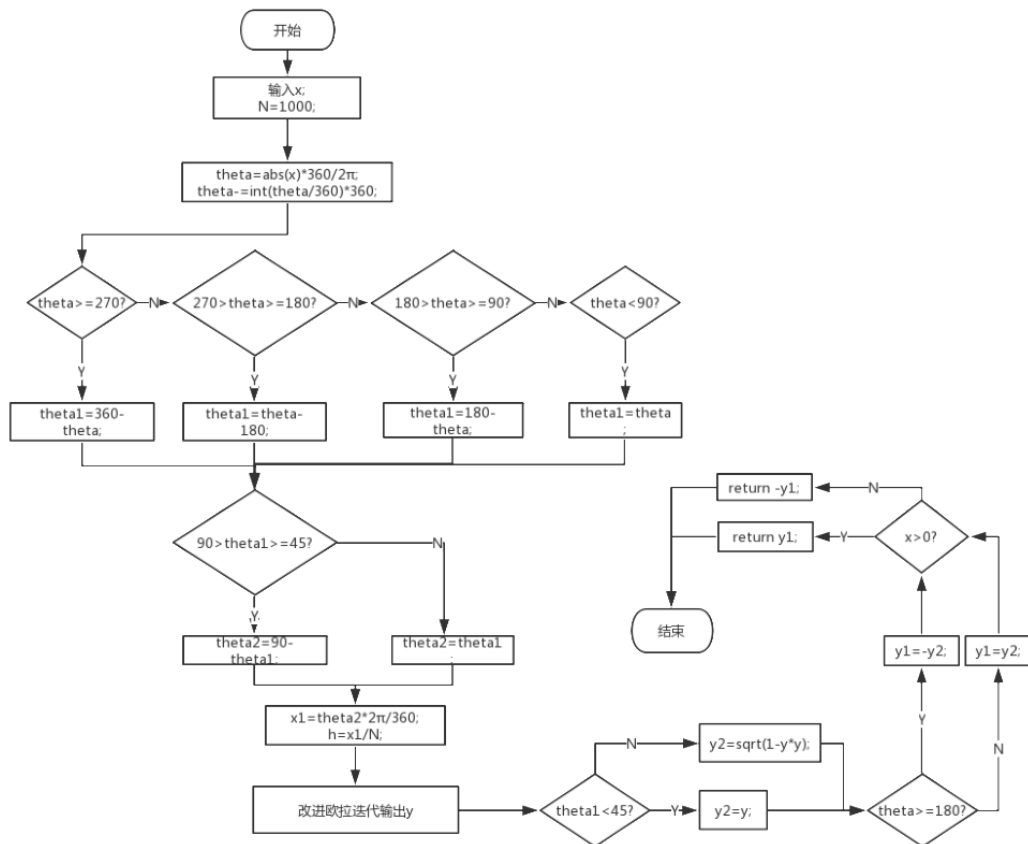 开始
输入x;
N=1000;
theta=abs(x)*360/2π;
theta-=int(theta/360)*360;
theta>=270?
N
270>theta>=180?
N
180>theta>=90?
N
theta<90?
Y
Y
Y
Y
theta1=360-
theta;
theta1=theta-
180;
theta1=180-
theta;
theta1=theta
;
90>theta1>=45?
N
Y
theta2=90-
theta1;
theta2=theta1
;
x1=theta2*2π/360;
h=x1/N;
改进欧拉迭代输出y
theta1<45?
N
y2=sqrt(1-y*y);
Y
y2=y;
theta>=180?
Y
N
y1=-y2;
y1=y2;
x>0?
N
return -y1;
Y
return y1;
结束